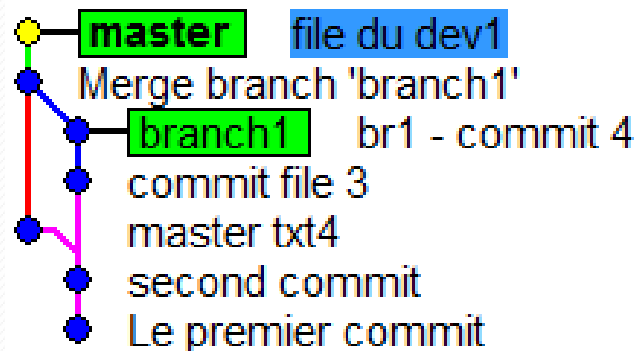 master file du dev1
Merge branch 'branch1'
branch1 br1 - commit 4
commit file 3
master txt4
second commit
Le premier commit